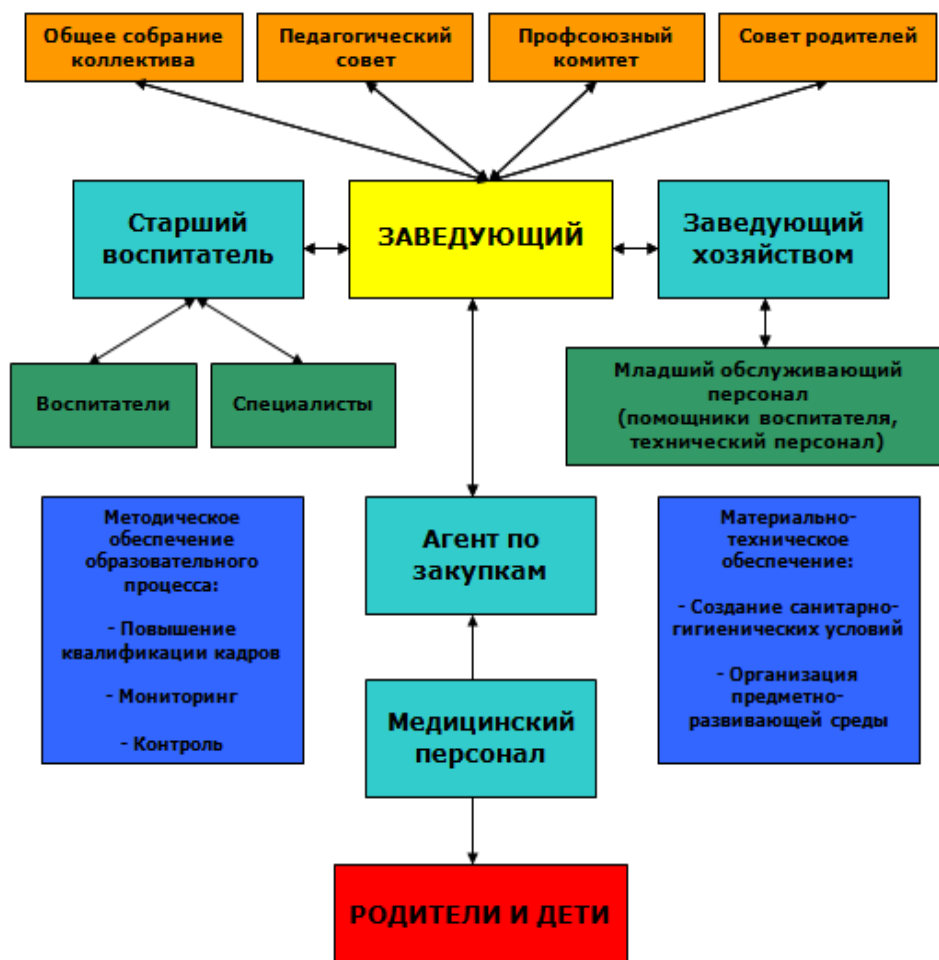 Общее собрание
коллектива
Педагогический
совет
Профсоюзный
комитет
Совет родителей
Старший
воспитатель
ЗАВЕДУЮЩИЙ
Заведующий
хозяйством
Воспитатели
Специалисты
Младший обслуживающий
персонал
(помощники воспитателя,
технический персонал)
Методическое
обеспечение
образовательного
процесса:
- Повышение
квалификации кадров
- Мониторинг
- Контроль
Агент по
закупкам
Материально-
техническое
обеспечение:
- Создание санитарно-
гигиенических условий
- Организация
предметно-
развивающей среды
Медицинский
персонал
РОДИТЕЛИ И ДЕТИ